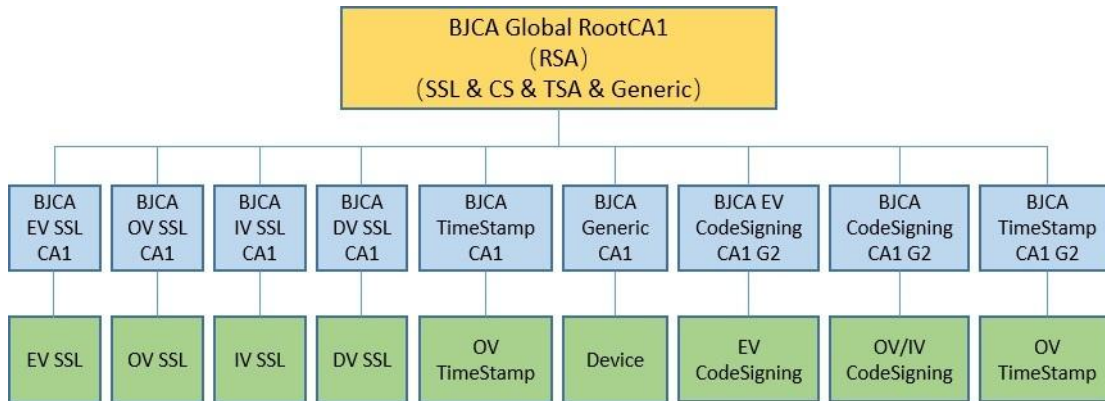 BJCA Global RootCA1
（RSA）
（SSL & CS & TSA & Generic）
BJCA
EV SSL
CA1
BJCA
OV SSL
CA1
BJCA
IV SSL
CA1
BJCA
DV SSL
CA1
BJCA
TimeStamp
CA1
BJCA
Generic
CA1
BJCA EV
CodeSigning
CA1 G2
BJCA
CodeSigning
CA1 G2
BJCA
TimeStamp
CA1 G2
EV SSL
OV SSL
IV SSL
DV SSL
OV
TimeStamp
Device
EV
CodeSigning
OV/IV
CodeSigning
OV
TimeStamp